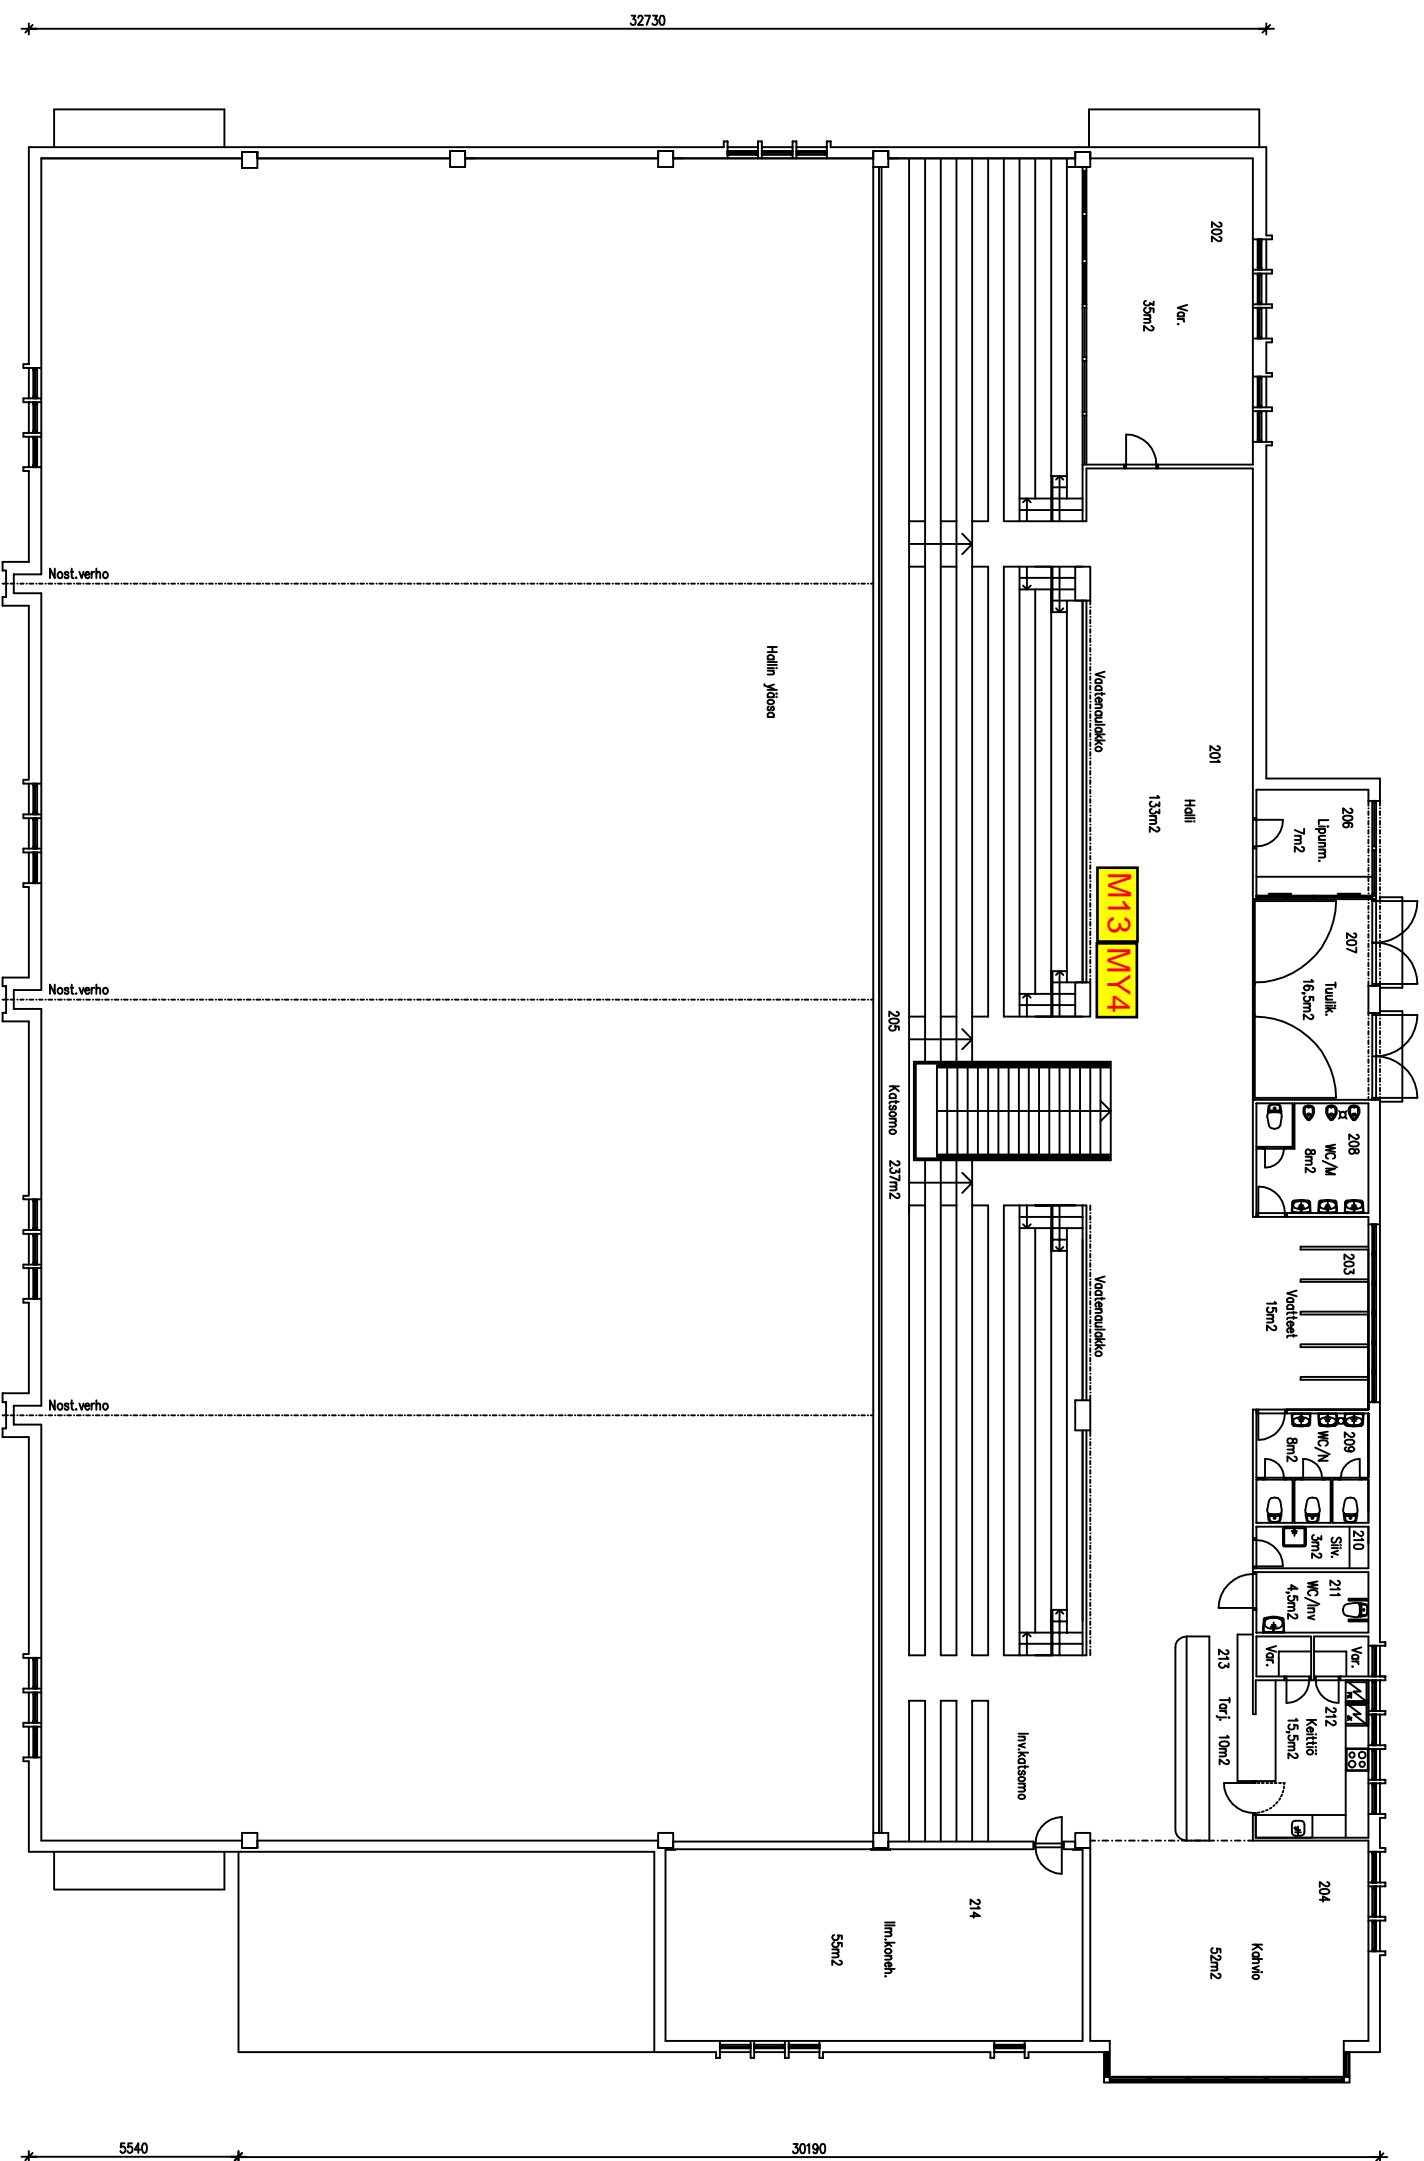 32730
202
Var.
35m2
Nost.verho
Hallin yläosa
Vaatenaulakko
201
Halli
133m2
206
Lipunm.
7m2
M13
MY4
207
Tuulik.
16,5m2
Nost.verho
205
Katsomo
237m2
208
WC/M
8m2
203
Vaatteet
15m2
Vaatenaulakko
Nost.verho
209
WC/N
8m2
210
Siiv.
3m2
211
WC/Inv
4,5m2
Var.
Var.
213
Tarj.
10m2
212
Keittiö
15,5m2
Inv.katsomo
204
Kahvio
52m2
214
Ilm.koneh.
55m2
5540
30190